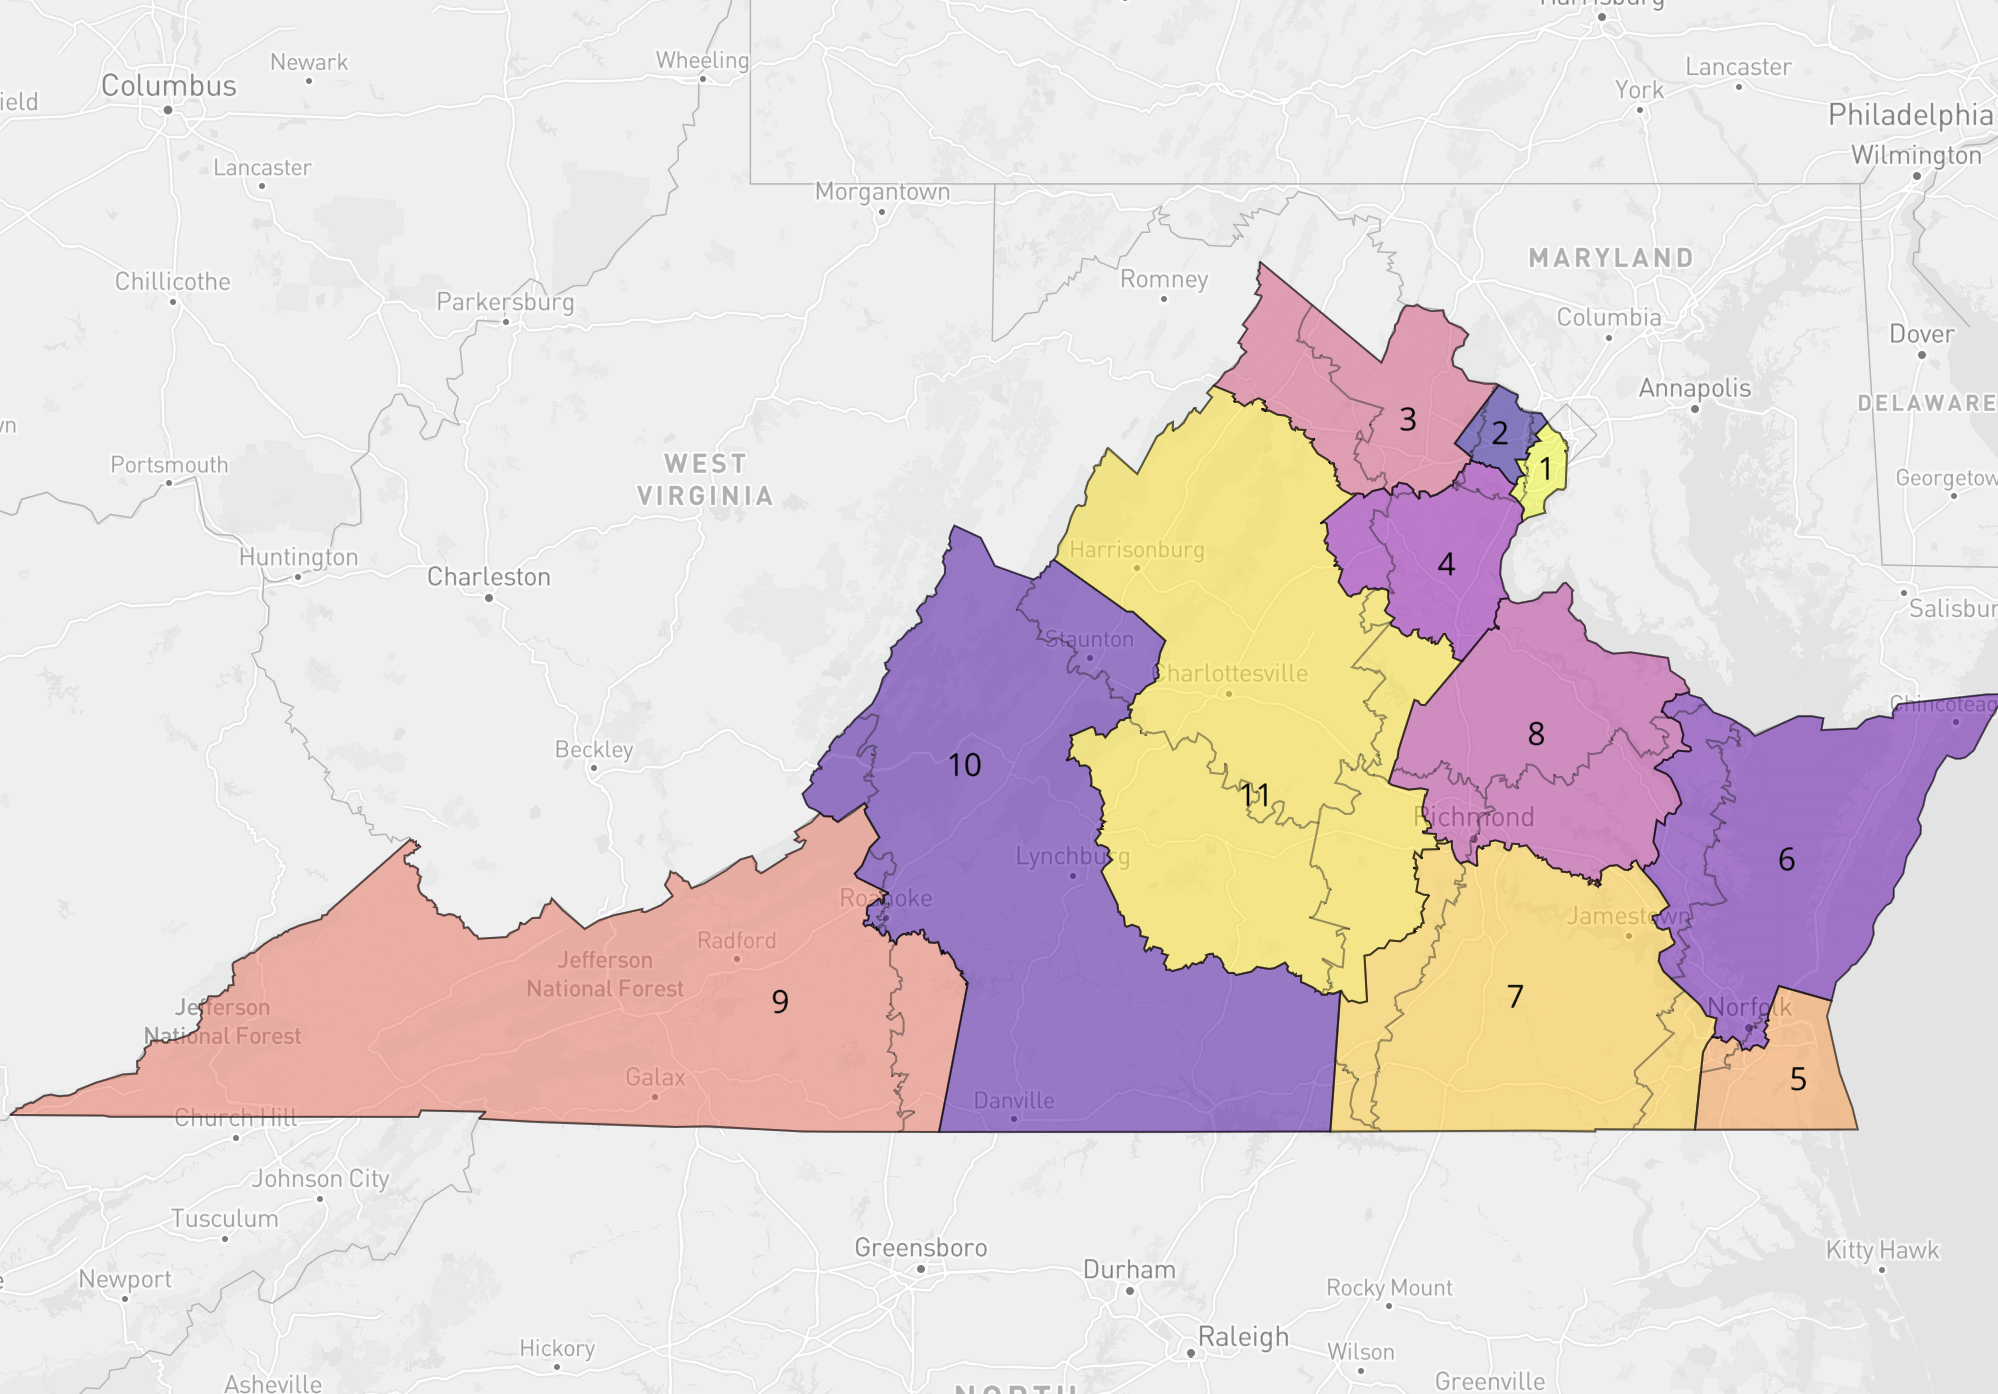 Harrisburg
Wheeling
Newark
Lancaster
Columbus
York
ield
Philadelphia
Wilmington
Lancaster
Morgantown
MARYLAND
Romney
Chillicothe
Parkersburg
Columbia
Dover
Annapolis
DELAWARE
3
vn
2
WEST
VIRGINIA
Portsmouth
1
Georgetow
Harrisonburg
Huntington
4
Charleston
Salisbur
Staunton
Charlottesville
Chincoteag
8
Beckley
10
11
Richmond
Lynchburg
6
Roanoke
Jamestown
Radford
Jefferson
National Forest
7
9
Jefferson
National Forest
Norfolk
Galax
5
Danville
Church Hill
Johnson City
Tusculum
Greensboro
Kitty Hawk
Durham
Newport
e
Rocky Mount
Raleigh
Hickory
Wilson
Asheville
Greenville
NORTH